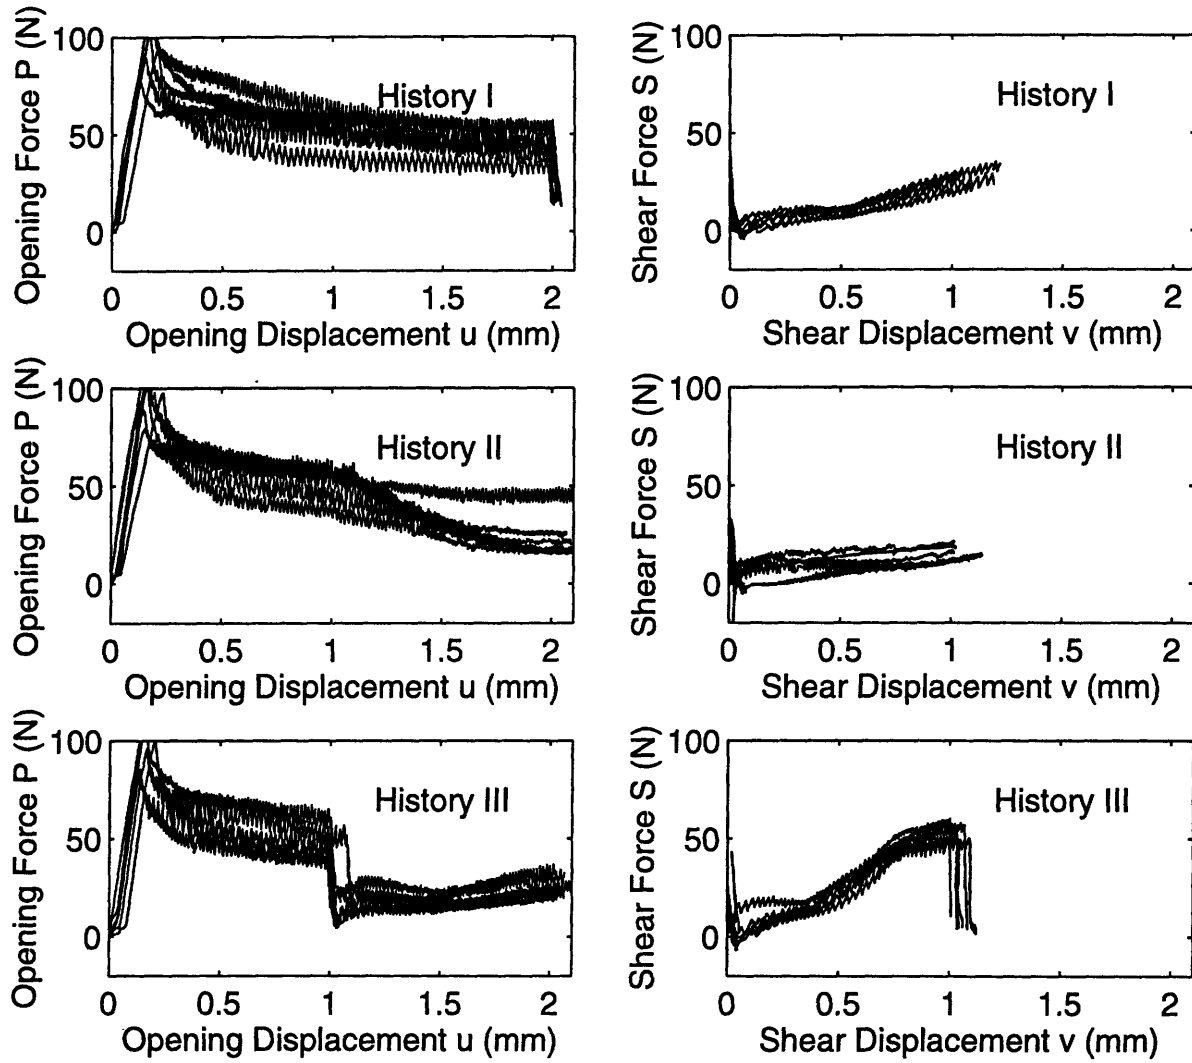 Opening Force P (N)
100
50
0
History I
0 0.5 1 1.5 2
Opening Displacement u (mm)
Shear Force S (N)
100
50
0
History I
0 0.5 1 1.5 2
Shear Displacement v (mm)
Opening Force P (N)
100
50
0
History II
0 0.5 1 1.5 2
Opening Displacement u (mm)
Shear Force S (N)
100
50
0
History II
0 0.5 1 1.5 2
Shear Displacement v (mm)
Opening Force P (N)
100
50
0
History III
0 0.5 1 1.5 2
Opening Displacement u (mm)
Shear Force S (N)
100
50
0
History III
0 0.5 1 1.5 2
Shear Displacement v (mm)